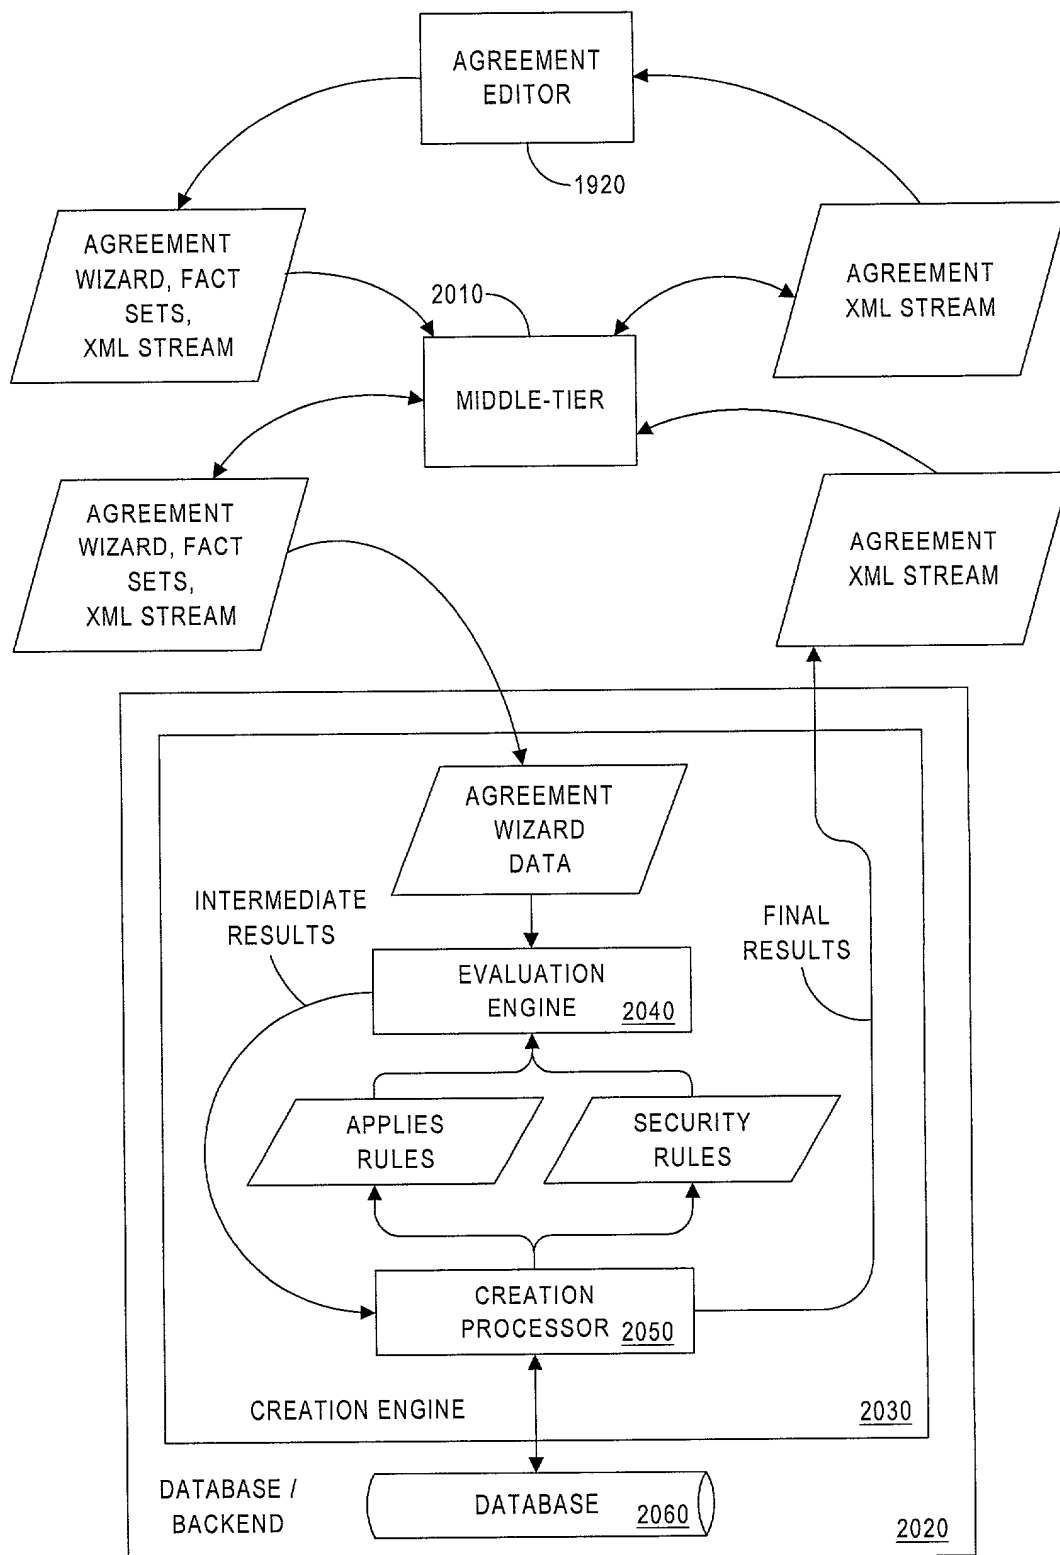 AGREEMENT
EDITOR
1920
AGREEMENT
WIZARD, FACT
SETS,
XML STREAM
AGREEMENT
XML STREAM
2010
MIDDLE-TIER
AGREEMENT
WIZARD, FACT
SETS,
XML STREAM
AGREEMENT
XML STREAM
AGREEMENT
WIZARD
DATA
INTERMEDIATE
RESULTS
FINAL
RESULTS
EVALUATION
ENGINE 2040
APPLIES
RULES
SECURITY
RULES
CREATION
PROCESSOR 2050
CREATION ENGINE
2030
DATABASE /
BACKEND
DATABASE 2060
2020